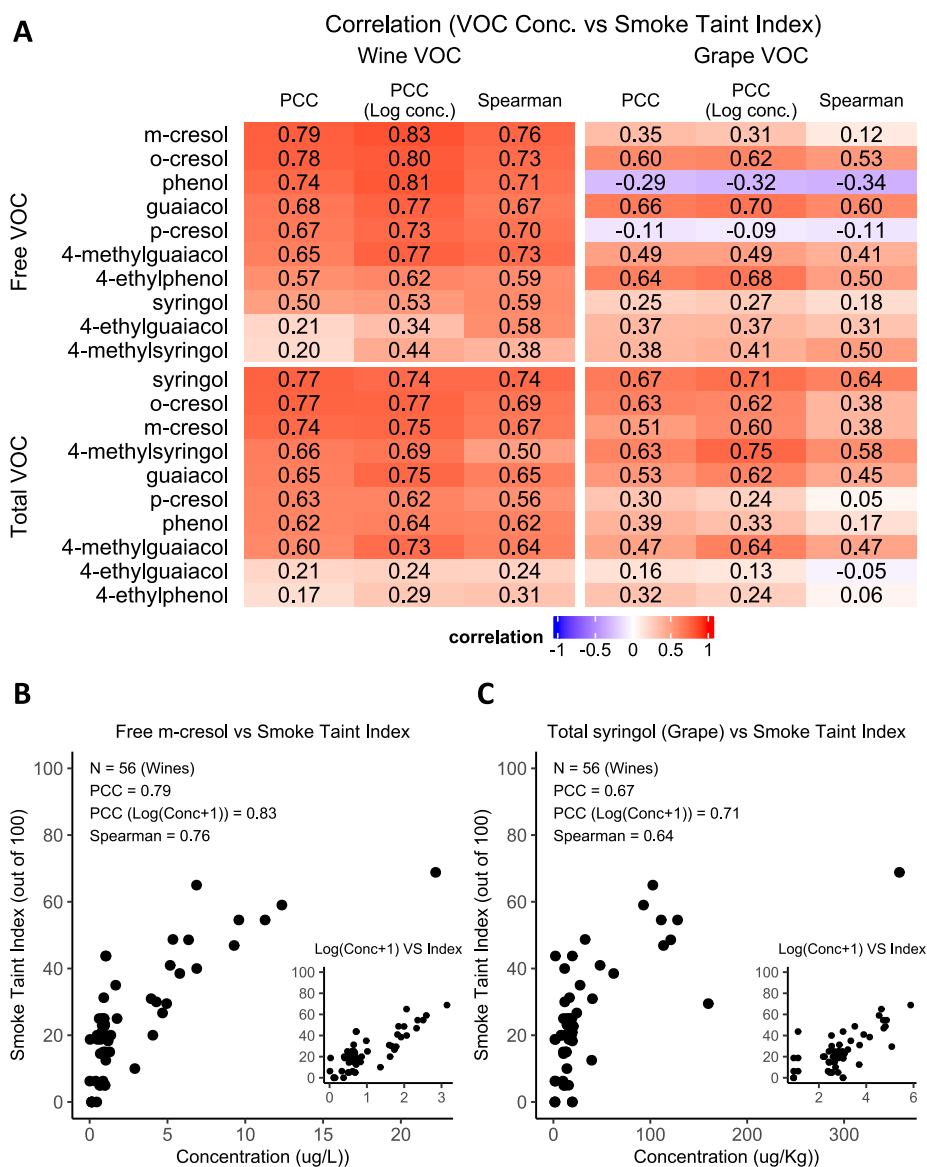 A
Correlation (VOC Conc. vs Smoke Taint Index)
Wine VOC Grape VOC
PCC PCC (Log conc.) Spearman PCC PCC (Log conc.) Spearman
Free VOC
m-cresol 0.79 0.83 0.76 0.35 0.31 0.12
o-cresol 0.78 0.80 0.73 0.60 0.62 0.53
phenol 0.74 0.81 0.71 -0.29 -0.32 -0.34
guaiacol 0.68 0.77 0.67 0.66 0.70 0.60
p-cresol 0.67 0.73 0.70 -0.11 -0.09 -0.11
4-methylguaiacol 0.65 0.77 0.73 0.49 0.49 0.41
4-ethylphenol 0.57 0.62 0.59 0.64 0.68 0.50
syringol 0.50 0.53 0.59 0.25 0.27 0.18
4-ethylguaiacol 0.21 0.34 0.58 0.37 0.37 0.31
4-methylsyringol 0.20 0.44 0.38 0.38 0.41 0.50
Total VOC
syringol 0.77 0.74 0.74 0.67 0.71 0.64
o-cresol 0.77 0.77 0.69 0.63 0.62 0.38
m-cresol 0.74 0.75 0.67 0.51 0.60 0.38
4-methylsyringol 0.66 0.69 0.50 0.63 0.75 0.58
guaiacol 0.65 0.75 0.65 0.53 0.62 0.45
p-cresol 0.63 0.62 0.56 0.30 0.24 0.05
phenol 0.62 0.64 0.62 0.39 0.33 0.17
4-methylguaiacol 0.60 0.73 0.64 0.47 0.64 0.47
4-ethylguaiacol 0.21 0.24 0.24 0.16 0.13 -0.05
4-ethylphenol 0.17 0.29 0.31 0.32 0.24 0.06
correlation
-1 -0.5 0 0.5 1
B
Free m-cresol vs Smoke Taint Index
N = 56 (Wines)
PCC = 0.79
PCC (Log(Conc+1)) = 0.83
Spearman = 0.76
Smoke Taint Index (out of 100)
100
80
60
40
20
0
Log(Conc+1) VS Index
100
80
60
40
20
0
0 1 2 3
0 5 10 15 20
Concentration (ug/L))
C
Total syringol (Grape) vs Smoke Taint Index
N = 56 (Wines)
PCC = 0.67
PCC (Log(Conc+1)) = 0.71
Spearman = 0.64
Smoke Taint Index (out of 100)
100
80
60
40
20
0
Log(Conc+1) VS Index
100
80
60
40
20
0
2 4 6
0 100 200 300
Concentration (ug/Kg))